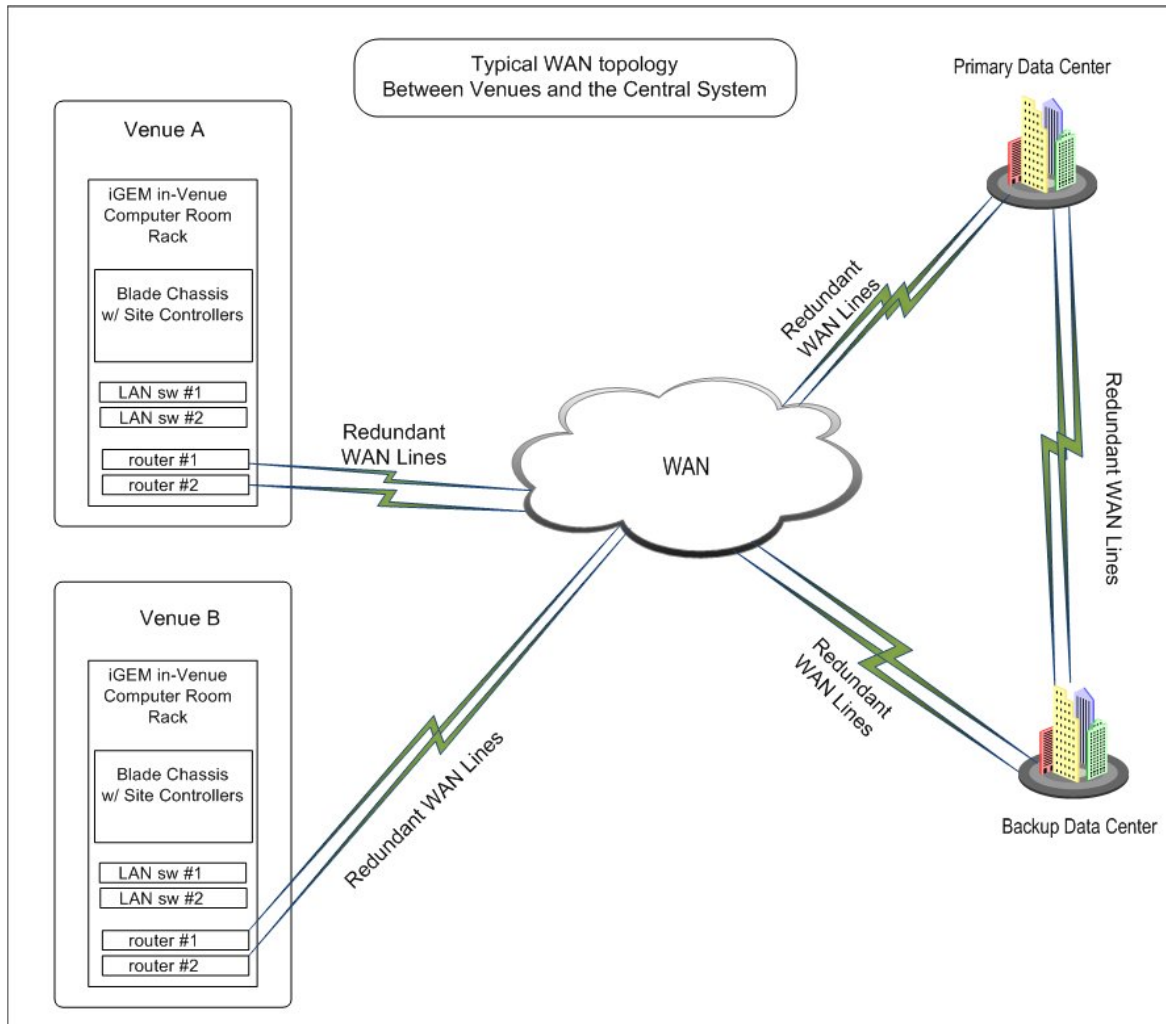 Typical WAN topology
Between Venues and the Central System
Primary Data Center
Venue A
iGEM in-Venue
Computer Room
Rack
Blade Chassis
w/ Site Controllers
LAN sw #1
LAN sw #2
router #1
router #2
Redundant
WAN Lines
WAN
Redundant
WAN Lines
Redundant WAN Lines
Venue B
iGEM in-Venue
Computer Room
Rack
Blade Chassis
w/ Site Controllers
LAN sw #1
LAN sw #2
router #1
router #2
Redundant WAN Lines
Redundant
WAN Lines
Backup Data Center